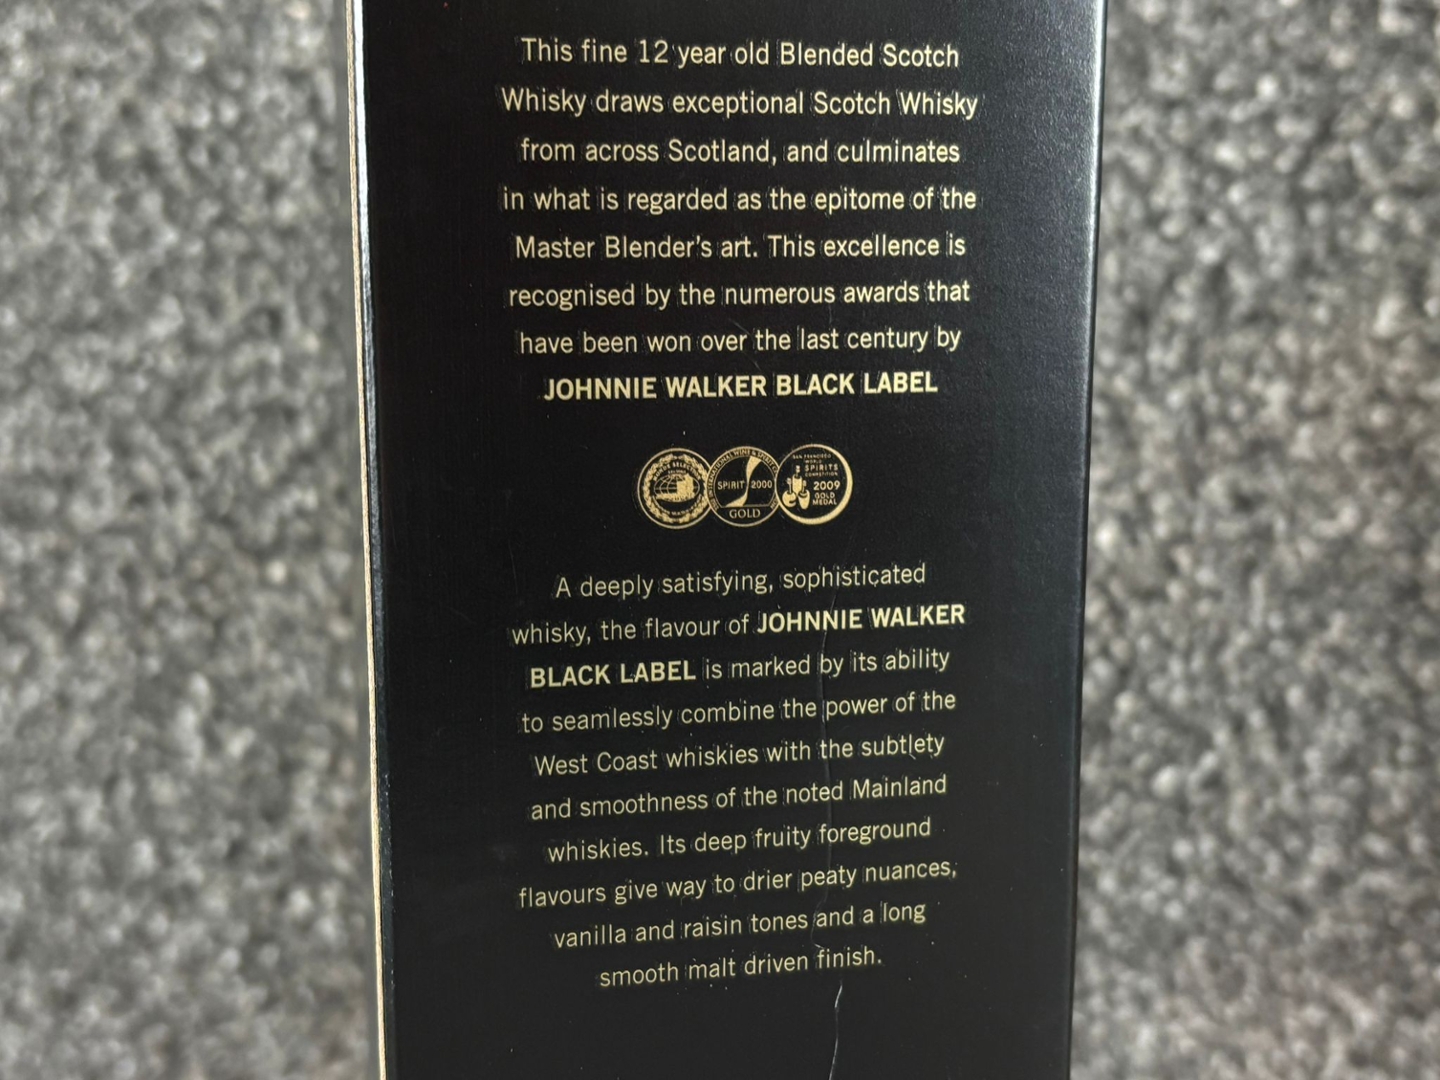 This fine 12 year old Blended Scotch
Whisky draws exceptional Scotch Whisky
from across Scotland, and culminates
in what is regarded as the epitome of the
Master Blender's art. This excellence is
recognised by the numerous awards that
have been won over the last century by
JOHNNIE WALKER BLACK LABEL
SPIRIT 2000
GOLD
SAN FRANCISCO
WORLD
SPIRITS
COMPETITION
2009
GOLD
MEDAL
A deeply satisfying, sophisticated
whisky, the flavour of JOHNNIE WALKER
BLACK LABEL is marked by its ability
to seamlessly combine the power of the
West Coast whiskies with the subtlety
and smoothness of the noted Mainland
whiskies. Its deep fruity foreground
flavours give way to drier peaty nuances,
vanilla and raisin tones and a long
smooth malt driven finish.